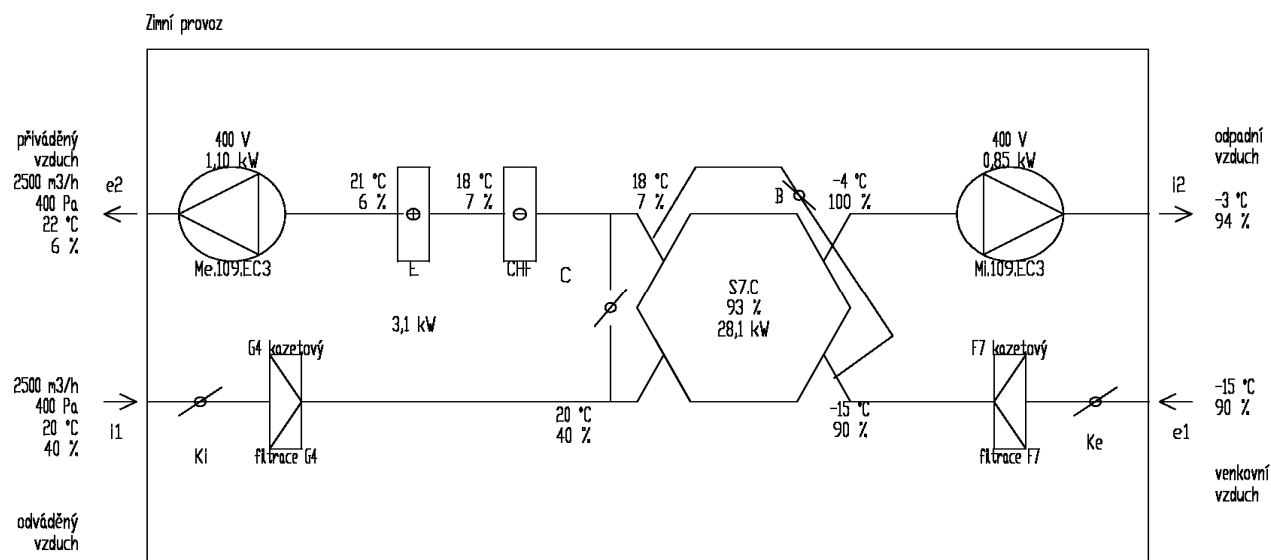 Zimní provoz
přiváděný
vzduch
2500 m3/h
400 Pa
22 °C
6 %
e2
400 V
1,10 kW
Me.109.EC3
21 °C
6 %
E
3,1 kW
18 °C
7 %
CHF
C
18 °C
7 %
B
-4 °C
100 %
400 V
0,85 kW
Mi.109.EC3
i2
odpadní
vzduch
-3 °C
94 %
S7.C
93 %
28,1 kW
2500 m3/h
400 Pa
20 °C
40 %
i1
Ki
G4 kazetový
filtrace G4
20 °C
40 %
-15 °C
90 %
F7 kazetový
filtrace F7
Ke
e1
-15 °C
90 %
odváděný
vzduch
venkovní
vzduch